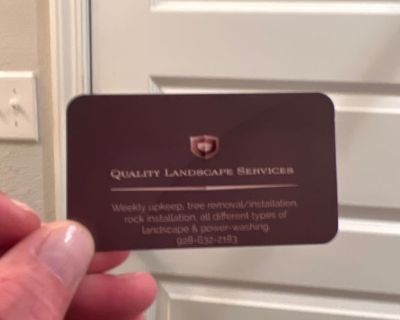 QUALITY LANDSCAPE SERVICES
Weekly upkeep, tree removal/installation,
rock installation, all different types of
landscape & power-washing.
928-632-2183